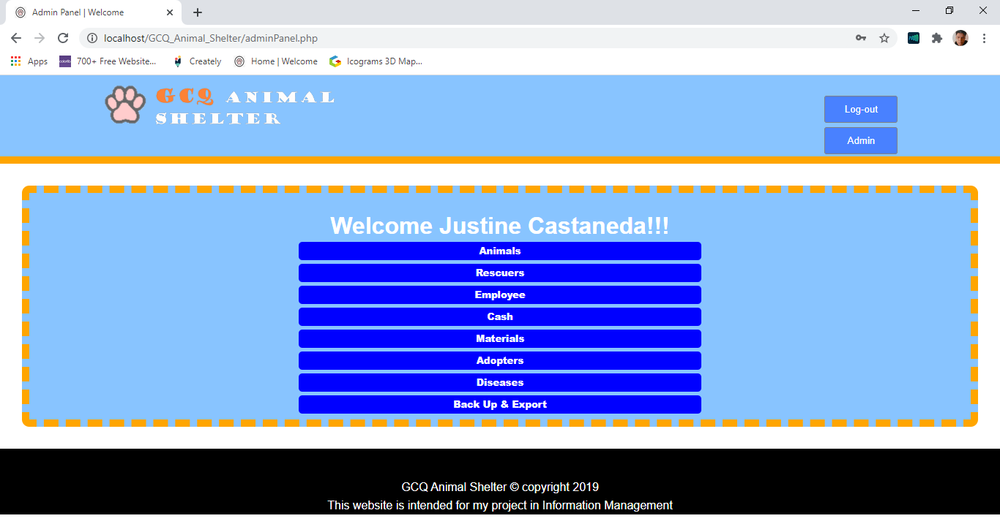 Admin Panel | Welcome
localhost/GCQ_Animal_Shelter/adminPanel.php
Apps
colorlib
700+ Free Website...
Creately
Home | Welcome
Icograms 3D Map...
GCQ ANIMAL
SHELTER
Log-out
Admin
Welcome Justine Castaneda!!!
Animals
Rescuers
Employee
Cash
Materials
Adopters
Diseases
Back Up & Export
GCQ Animal Shelter © copyright 2019
This website is intended for my project in Information Management